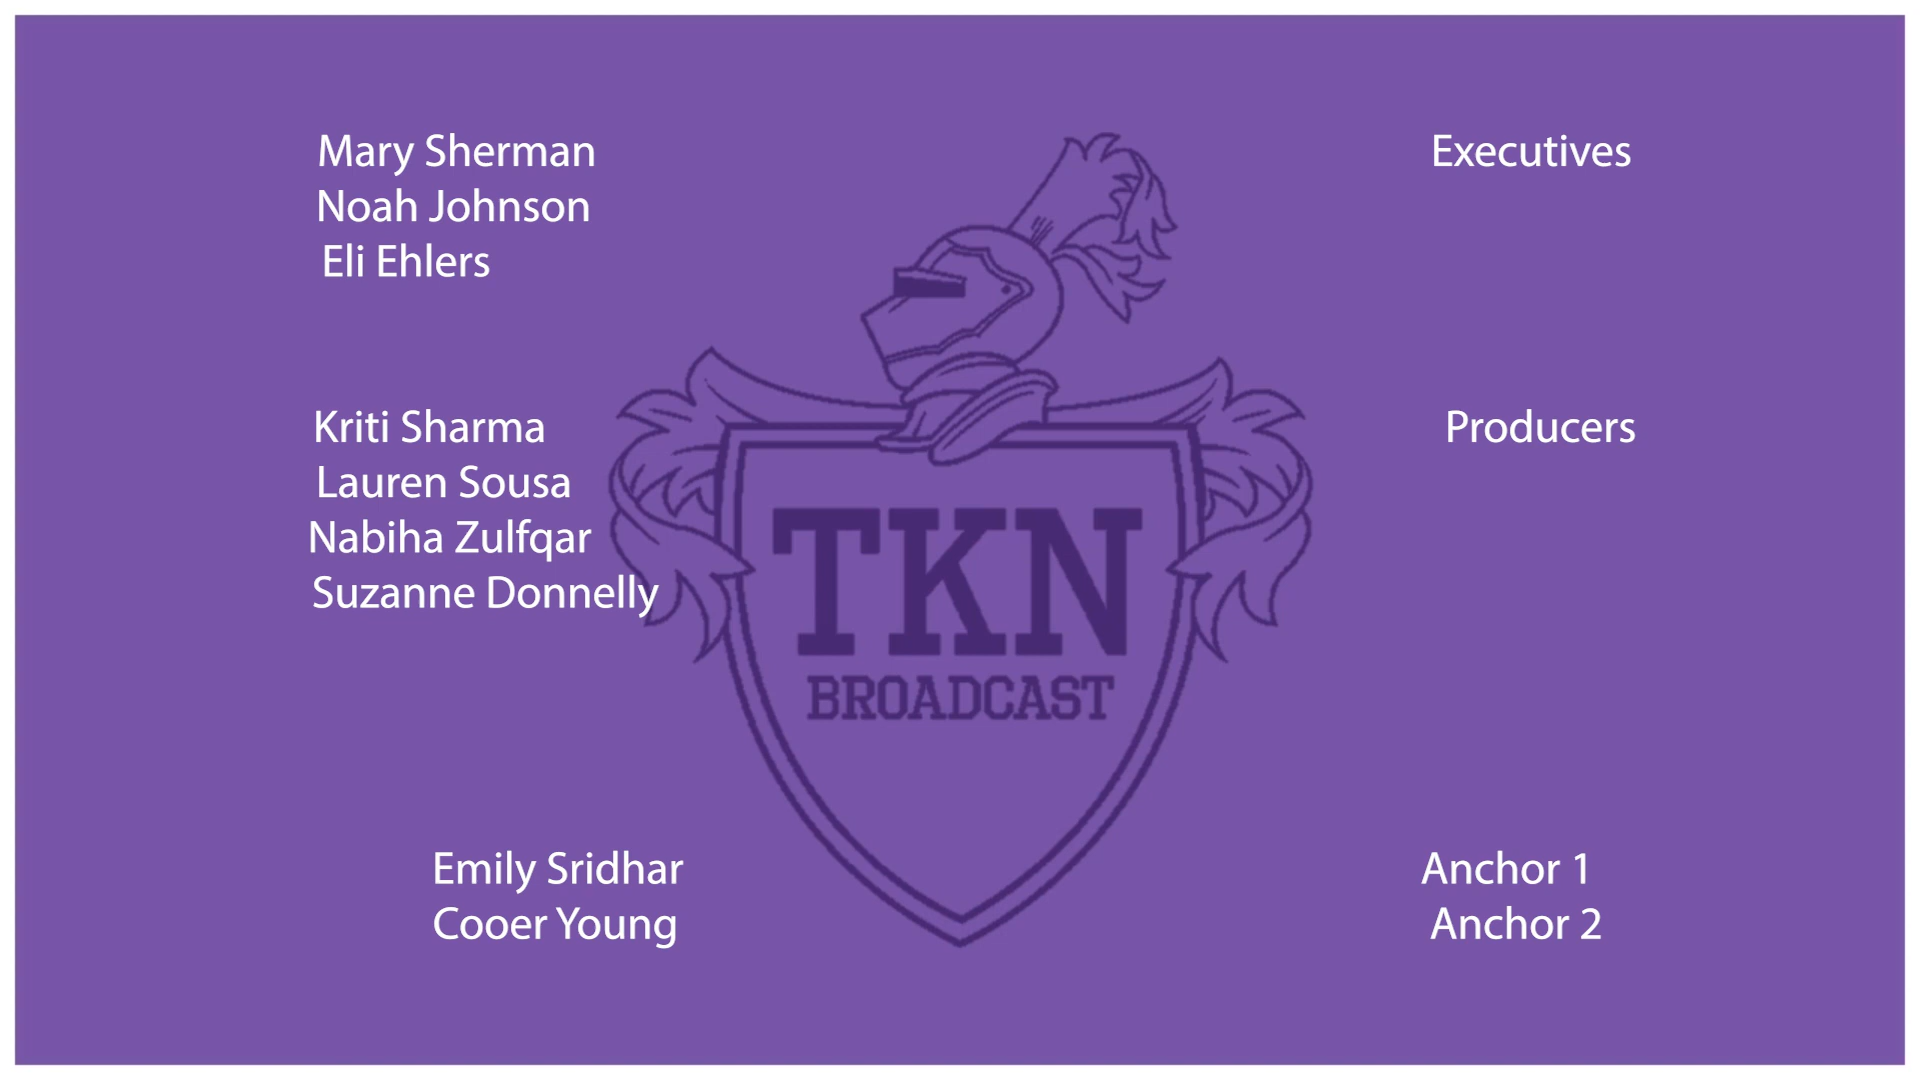 Mary Sherman Executives
Noah Johnson
Eli Ehlers
Kriti Sharma Producers
Lauren Sousa
Nabiha Zulfqar
Suzanne Donnelly
TKN
BROADCAST
Emily Sridhar Anchor 1
Cooer Young Anchor 2